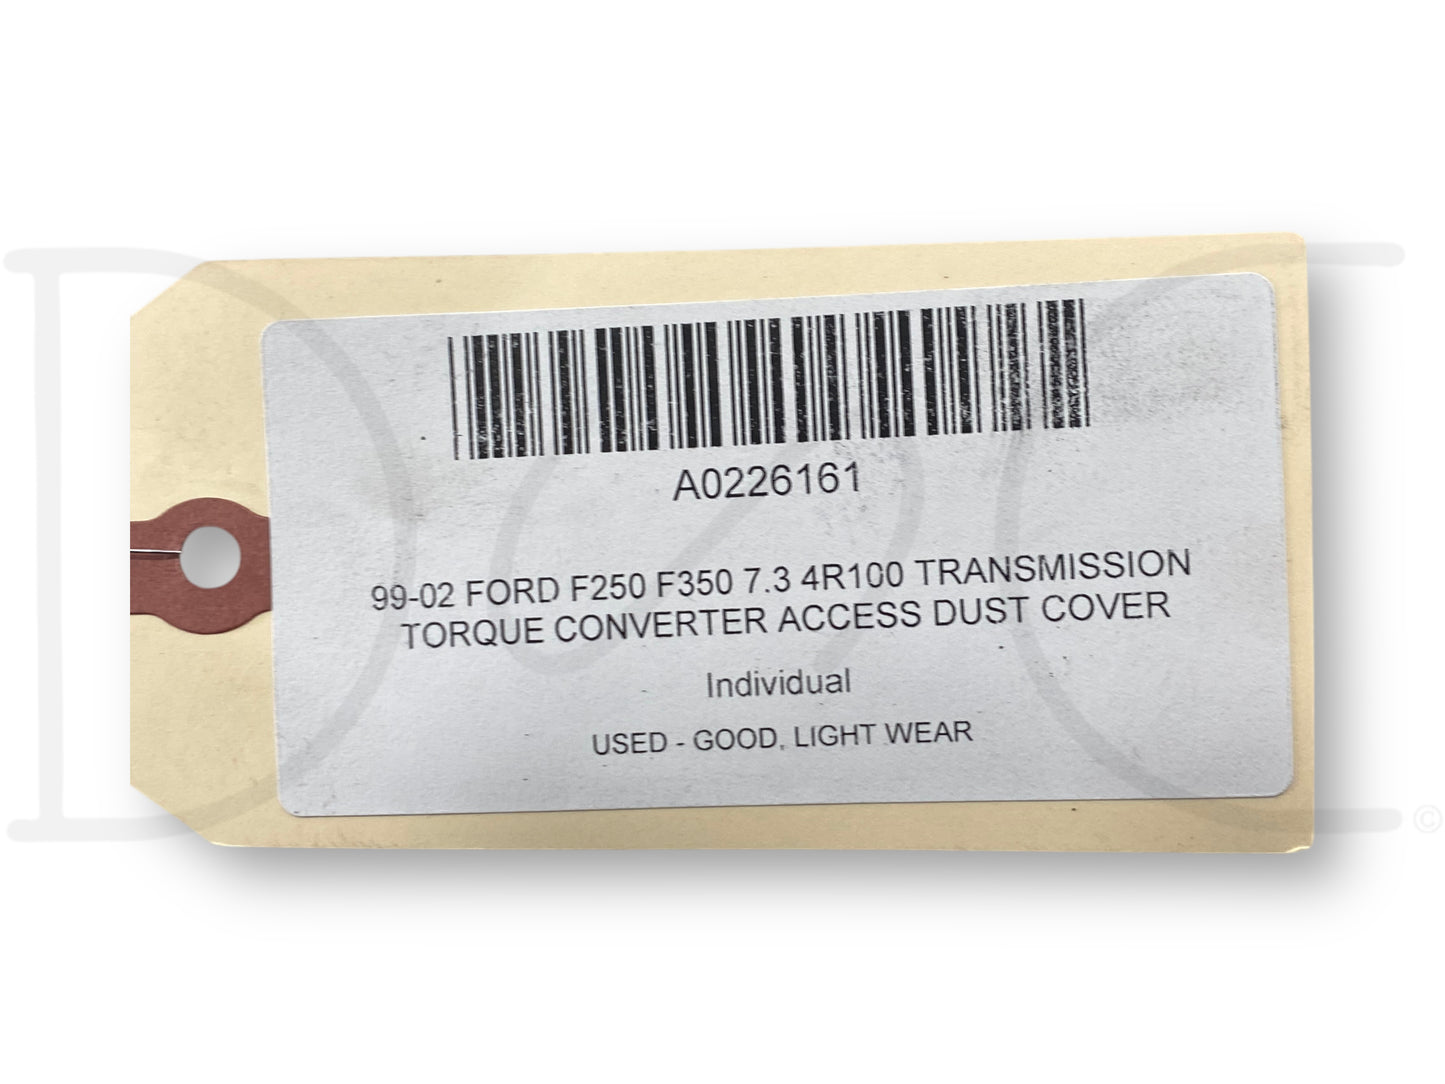 A0226161
99-02 FORD F250 F350 7.3 4R100 TRANSMISSION
TORQUE CONVERTER ACCESS DUST COVER
Individual
USED - GOOD, LIGHT WEAR
©